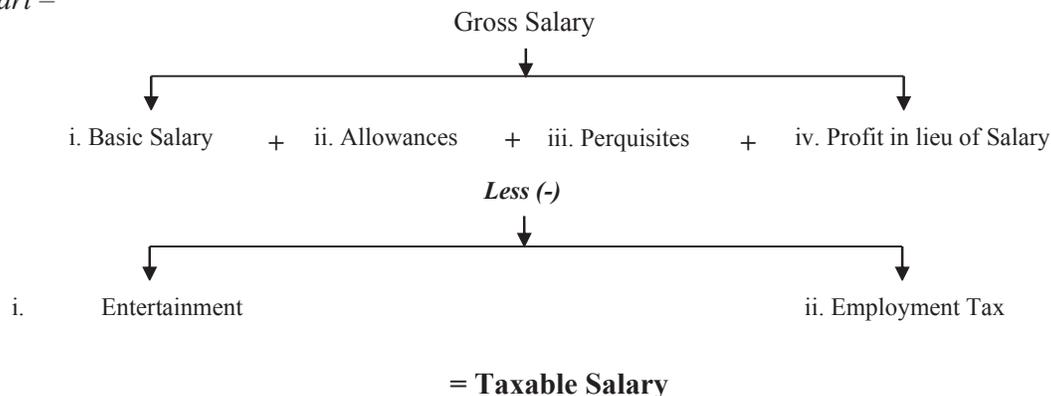 art –
Gross Salary
i. Basic Salary + ii. Allowances + iii. Perquisites + iv. Profit in lieu of Salary
Less (-)
i. Entertainment ii. Employment Tax
= Taxable Salary